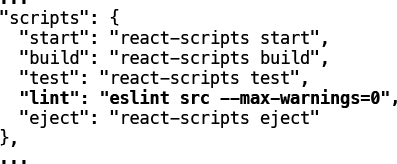 ...
"scripts": {
  "start": "react-scripts start",
  "build": "react-scripts build",
  "test": "react-scripts test",
  "lint": "eslint src --max-warnings=0",
  "eject": "react-scripts eject"
},
...